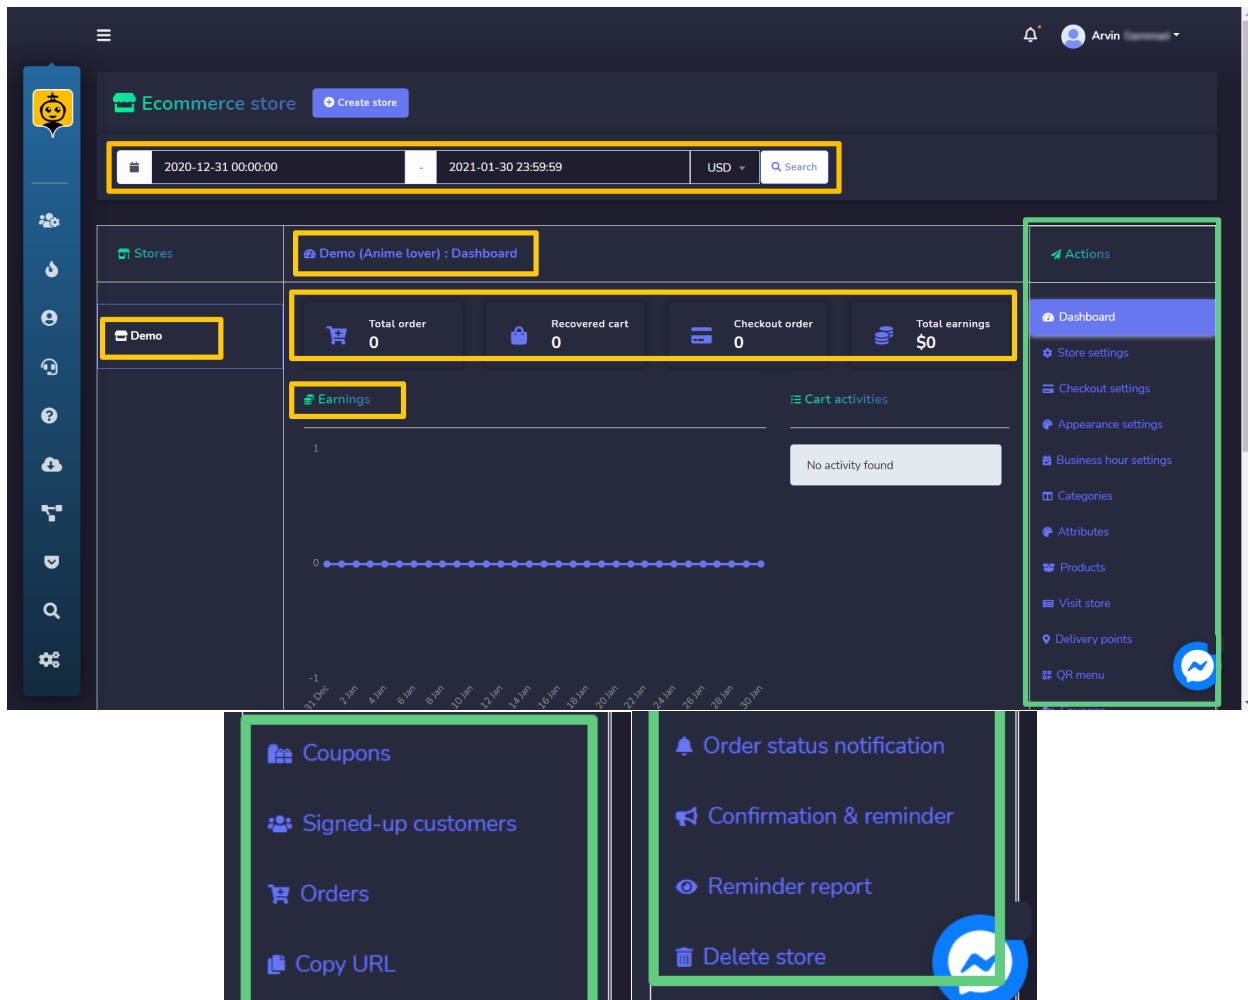 Arvin
Ecommerce store
Create store
2020-12-31 00:00:00 - 2021-01-30 23:59:59 USD Search
Stores
Demo
Demo (Anime lover) : Dashboard
Total order
0
Recovered cart
0
Checkout order
0
Total earnings
$0
Earnings
1
0
-1
31 Dec 2 Jan 4 Jan 6 Jan 8 Jan 10 Jan 12 Jan 14 Jan 16 Jan 18 Jan 20 Jan 22 Jan 24 Jan 26 Jan 28 Jan 30 Jan
Cart activities
No activity found
Actions
Dashboard
Store settings
Checkout settings
Appearance settings
Business hour settings
Categories
Attributes
Products
Visit store
Delivery points
QR menu
Coupons
Coupons
Signed-up customers
Orders
Copy URL
Order status notification
Confirmation & reminder
Reminder report
Delete store